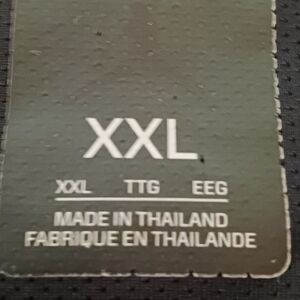 XXL
XXL TTG EEG
MADE IN THAILAND
FABRIQUE EN THAILANDE